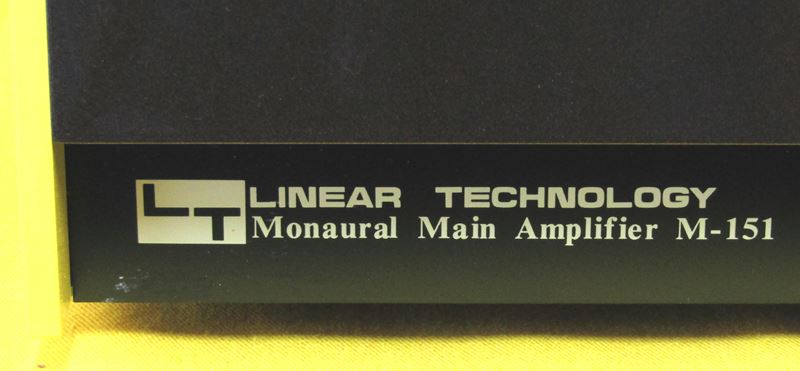 LT LINEAR TECHNOLOGY
Monaural Main Amplifier M-151